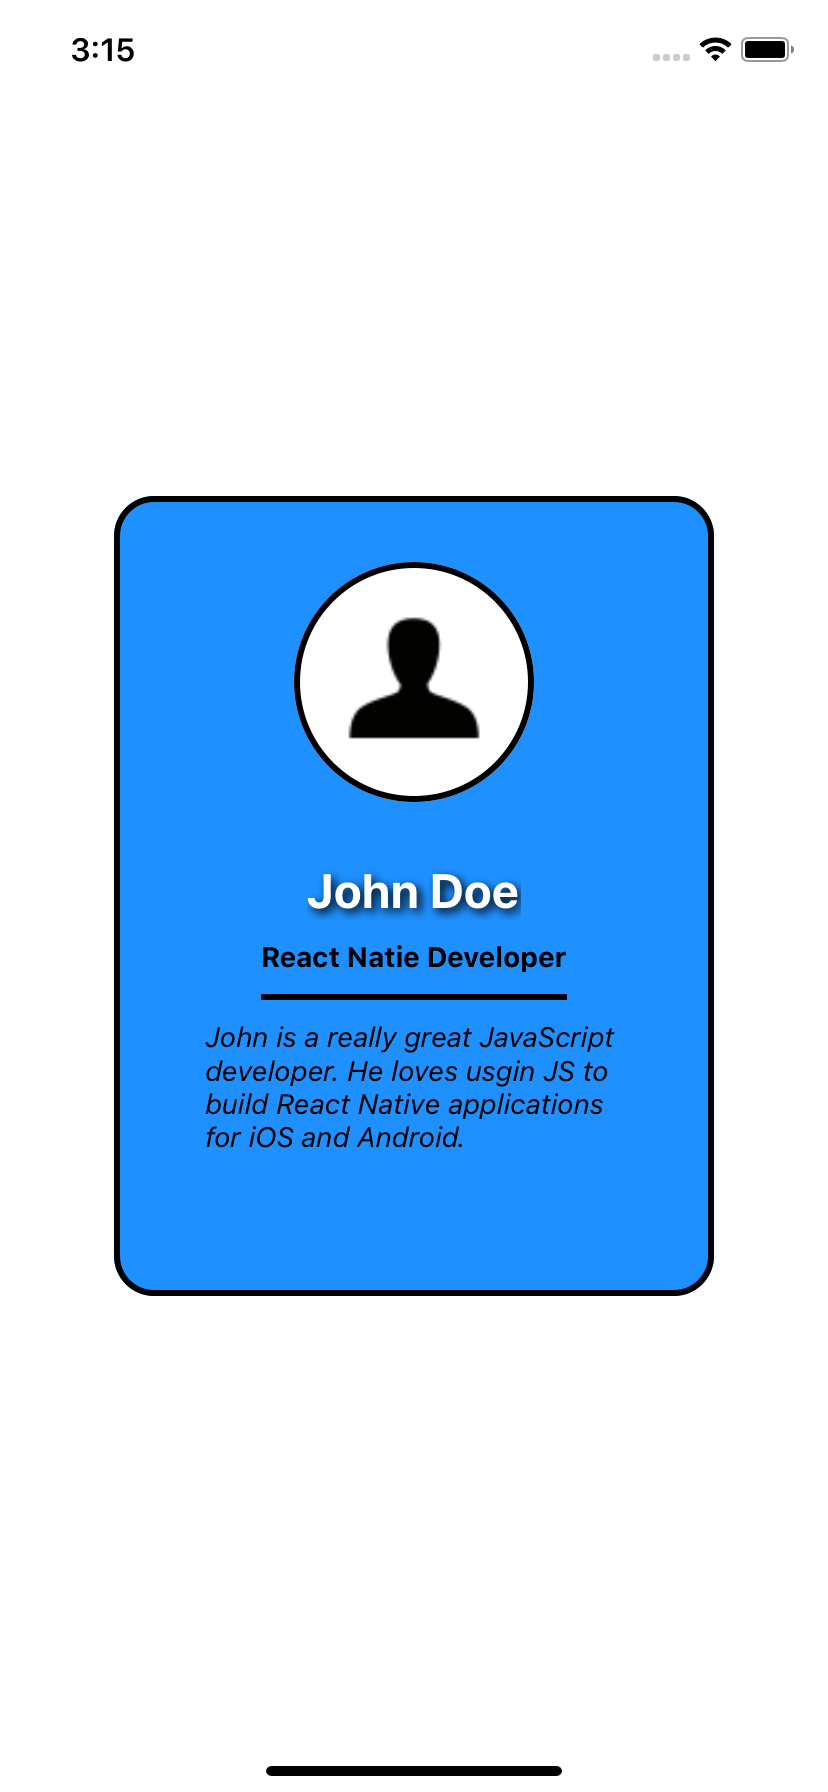 3:15
John Doe
React Natie Developer
John is a really great JavaScript
developer. He loves usgin JS to
build React Native applications
for iOS and Android.